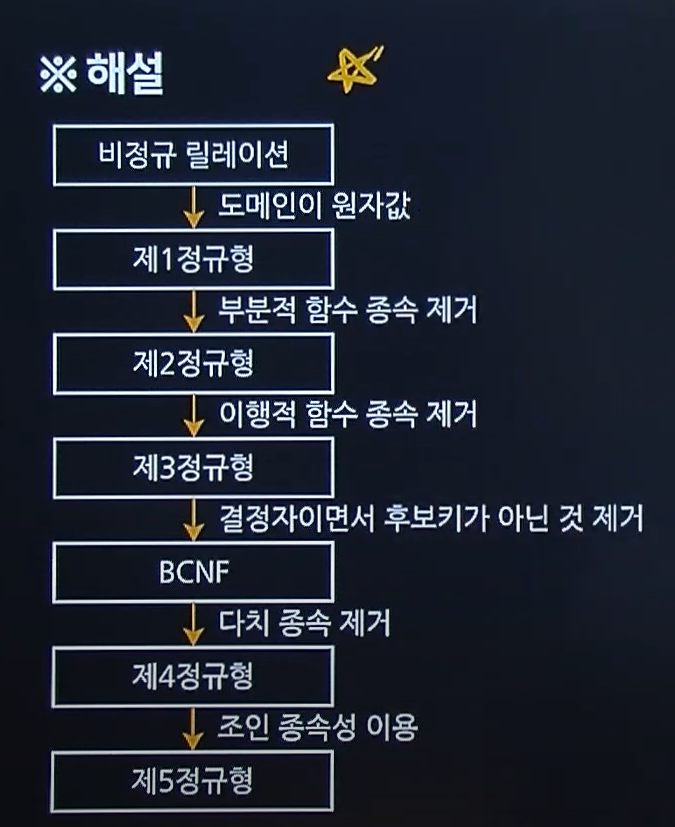 ※ 해설
비정규 릴레이션
도메인이 원자값
제1정규형
부분적 함수 종속 제거
제2정규형
이행적 함수 종속 제거
제3정규형
결정자이면서 후보키가 아닌 것 제거
BCNF
다치 종속 제거
제4정규형
조인 종속성 이용
제5정규형